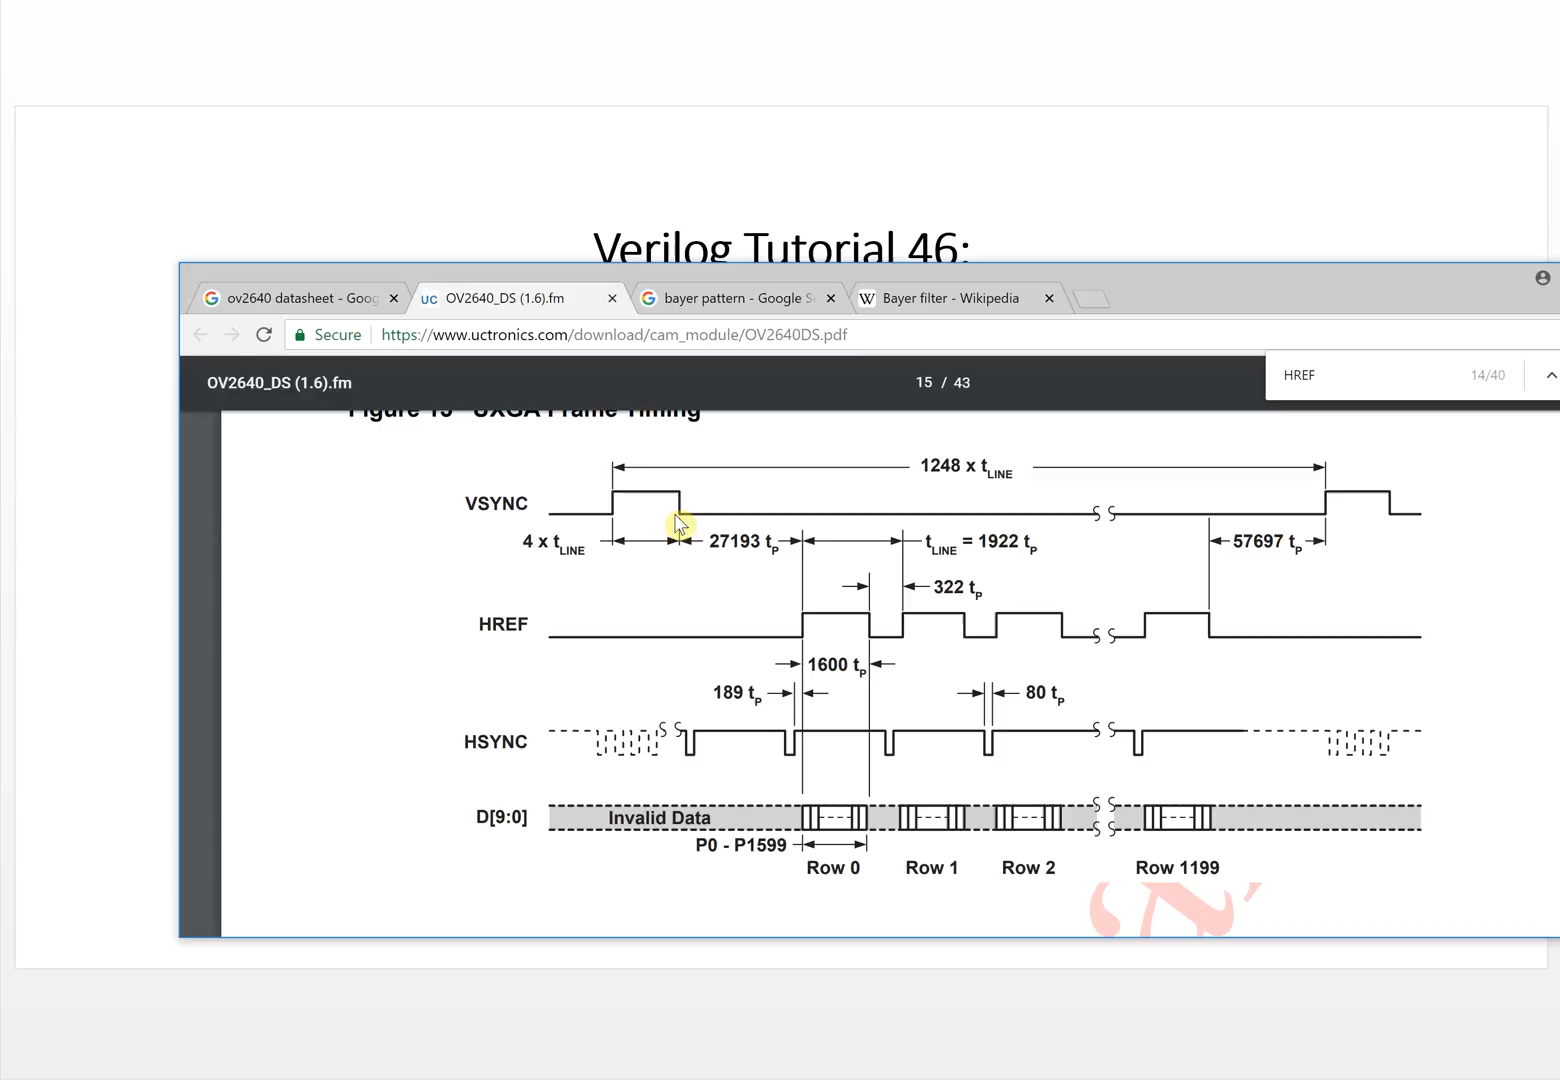 Verilog Tutorial 46:
ov2640 datasheet - Goog
OV2640_DS (1.6).fm
bayer pattern - Google S
Bayer filter - Wikipedia
Secure
https://www.uctronics.com/download/cam_module/OV2640DS.pdf
OV2640_DS (1.6).fm
15 / 43
HREF
14/40
UXGA Frame Timing
1248 x tLINE
VSYNC
4 x tLINE
27193 tP
tLINE = 1922 tP
57697 tP
322 tP
HREF
1600 tP
189 tP
80 tP
HSYNC
D[9:0]
Invalid Data
P0 - P1599
Row 0
Row 1
Row 2
Row 1199